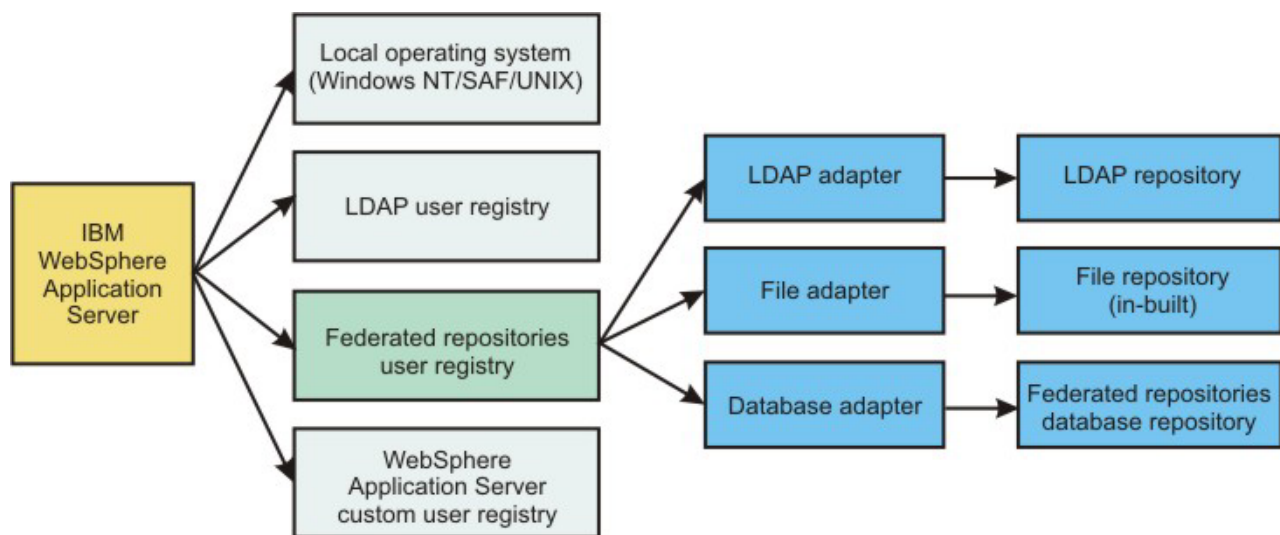 Local operating system
(Windows NT/SAF/UNIX)
LDAP user registry
IBM
WebSphere
Application
Server
Federated repositories
user registry
WebSphere
Application Server
custom user registry
LDAP adapter
LDAP repository
File adapter
File repository
(in-built)
Database adapter
Federated repositories
database repository